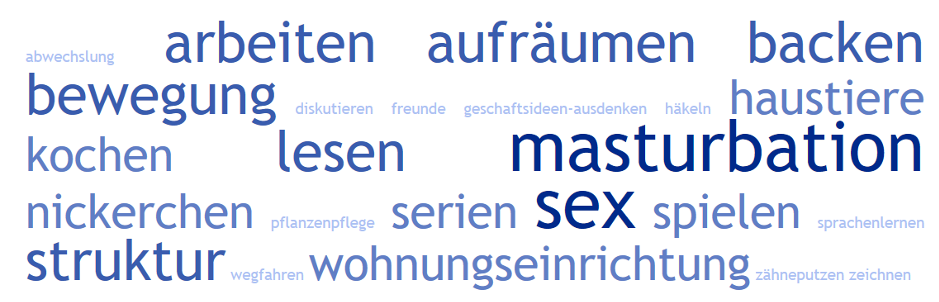 abwechslung arbeiten aufräumen backen
bewegung diskutieren freunde geschaftsideen-ausdenken häkeln haustiere
kochen lesen masturbation
nickerchen pflanzenpflege serien sex spielen sprachenlernen
struktur wegfahren wohnungseinrichtung zähneputzen zeichnen